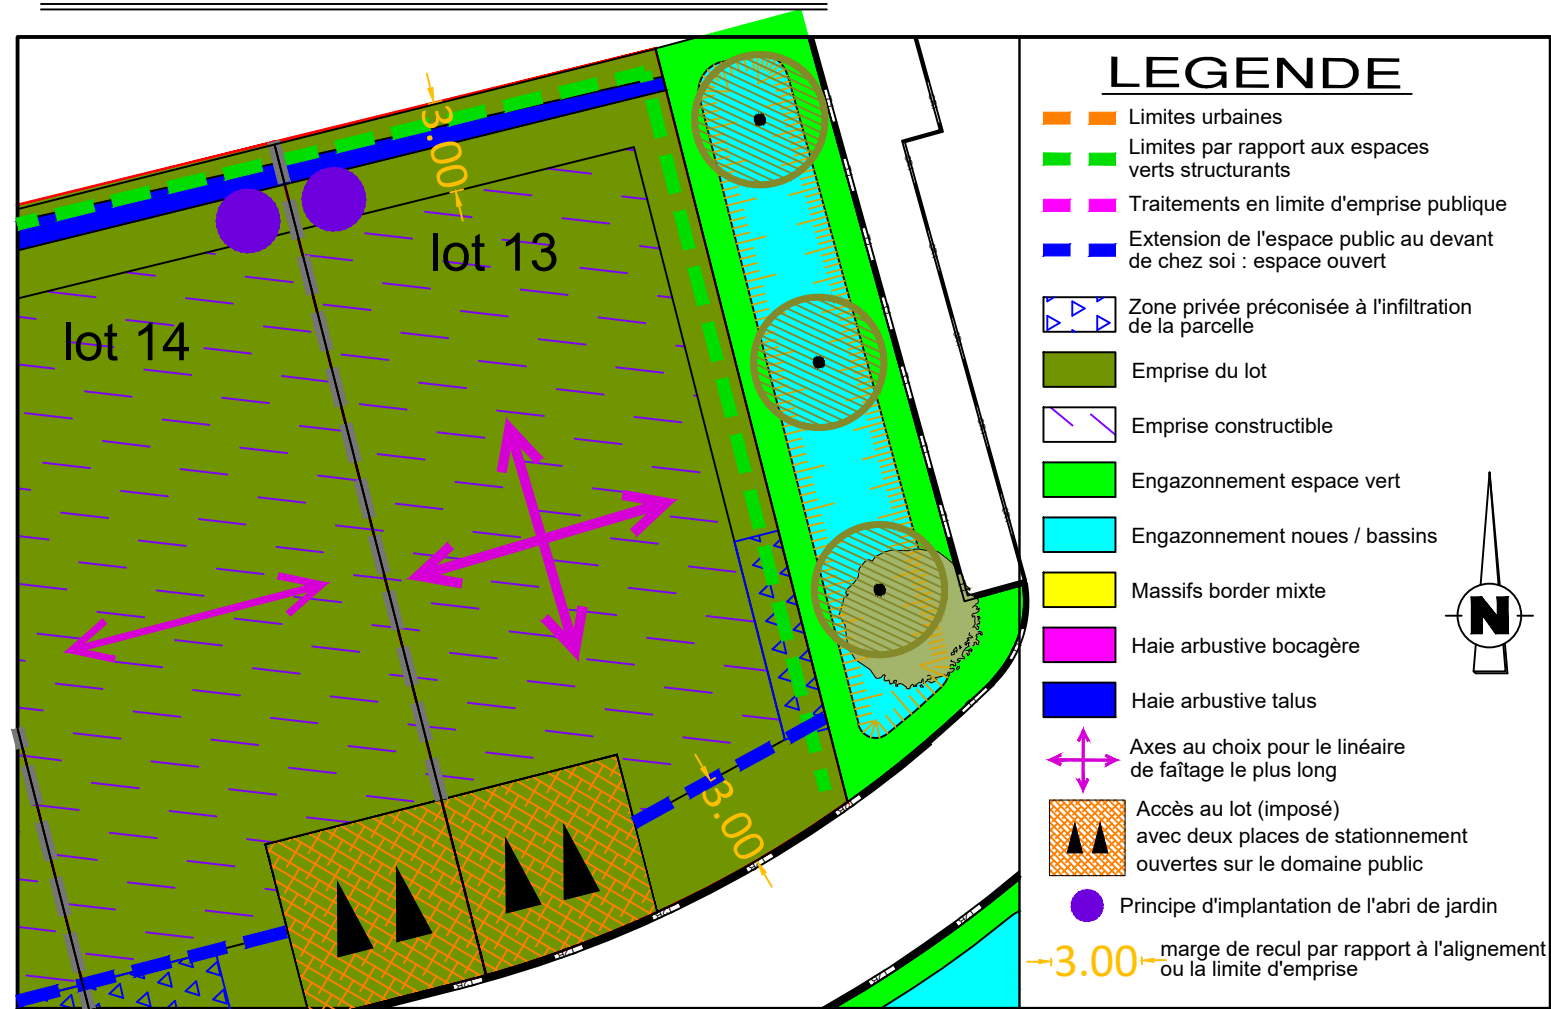 3.00
lot 13
lot 14
3.00
LEGENDE
Limites urbaines
Limites par rapport aux espaces
verts structurants
Traitements en limite d'emprise publique
Extension de l'espace public au devant
de chez soi : espace ouvert
Zone privée préconisée à l'infiltration
de la parcelle
Emprise du lot
Emprise constructible
Engazonnement espace vert
Engazonnement noues / bassins
Massifs border mixte
Haie arbustive bocagère
Haie arbustive talus
Axes au choix pour le linéaire
de faîtage le plus long
Accès au lot (imposé)
avec deux places de stationnement
ouvertes sur le domaine public
Principe d'implantation de l'abri de jardin
3.00
marge de recul par rapport à l'alignement
ou la limite d'emprise
N